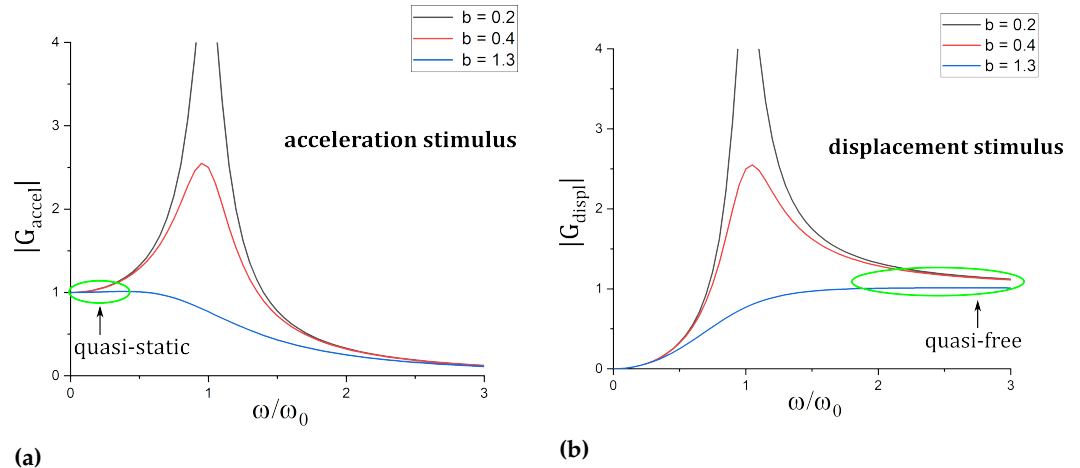 b = 0.2
b = 0.4
b = 1.3
acceleration stimulus
|G_accel|
4
3
2
1
0
quasi-static
0 1 2 3
ω/ω₀
(a)
b = 0.2
b = 0.4
b = 1.3
displacement stimulus
|G_displ|
4
3
2
1
0
quasi-free
0 1 2 3
ω/ω₀
(b)